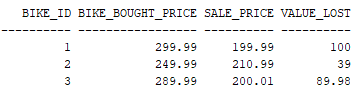 BIKE_ID BIKE_BOUGHT_PRICE SALE_PRICE VALUE_LOST
---------- ----------------- ---------- ----------
1 299.99 199.99 100
2 249.99 210.99 39
3 289.99 200.01 89.98